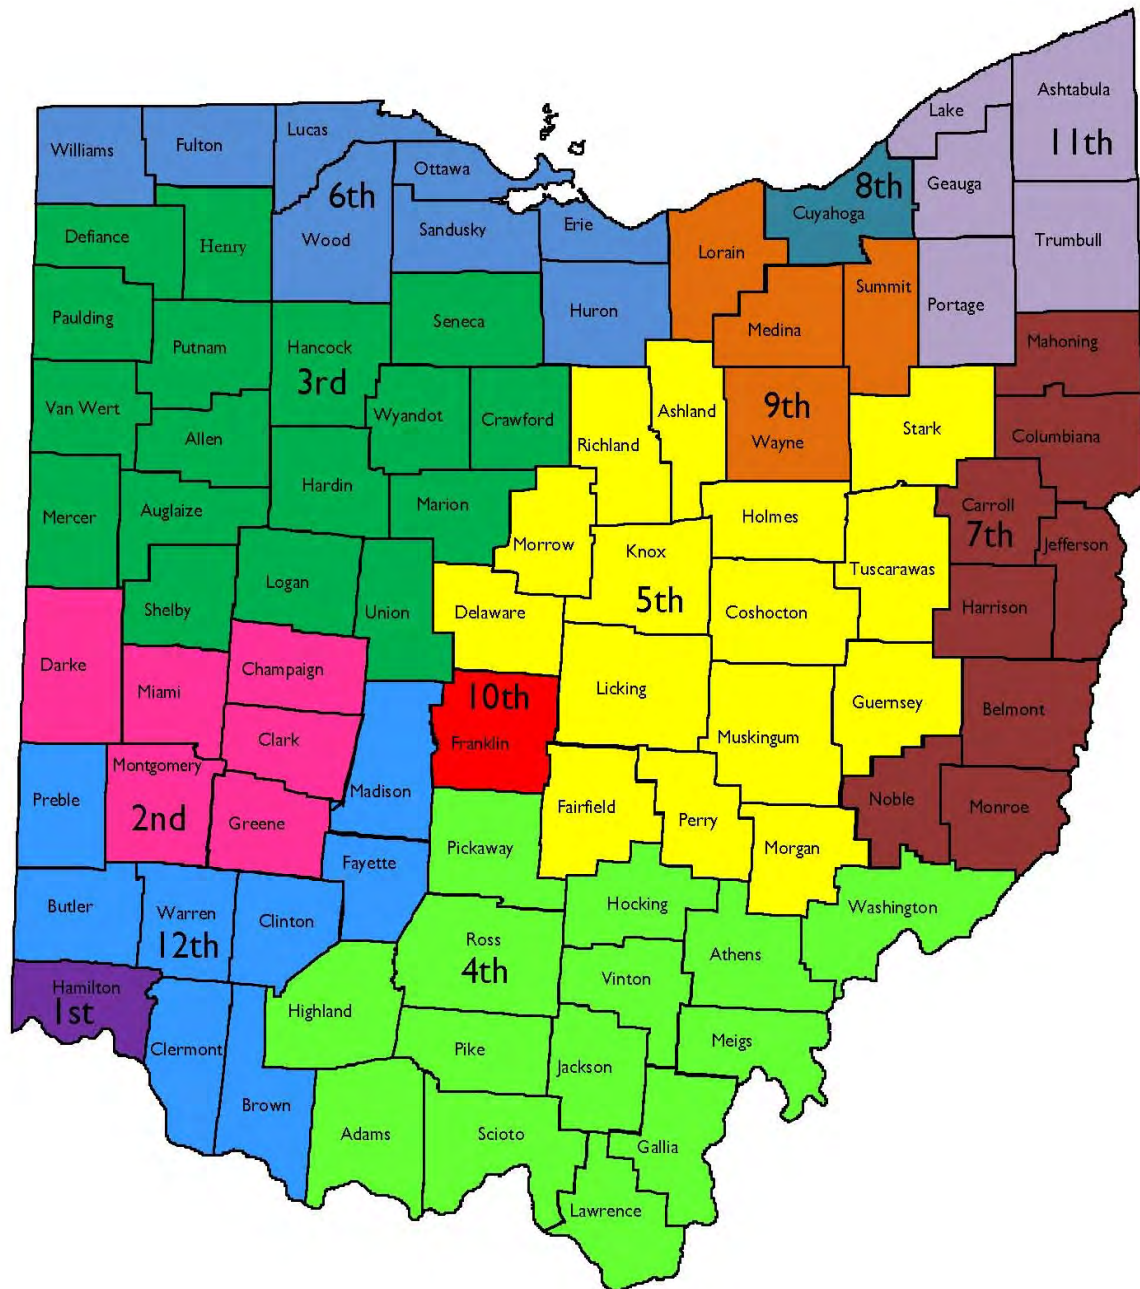 Ashtabula
Lake
11th
Lucas
Fulton
Williams
Ottawa
Geauga
8th
Cuyahoga
6th
Sandusky
Erie
Wood
Defiance
Henry
Trumbull
Lorain
Summit
Portage
Huron
Paulding
Seneca
Medina
Putnam
Hancock
Mahoning
3rd
Van Wert
Wyandot
Crawford
Ashland
9th
Allen
Richland
Wayne
Stark
Columbiana
Hardin
Mercer
Auglaize
Marion
Holmes
Carroll
7th
Morrow
Knox
Jefferson
Tuscarawas
Logan
Shelby
Union
Delaware
5th
Coshocton
Harrison
Darke
Champaign
Miami
10th
Licking
Guernsey
Belmont
Clark
Franklin
Muskingum
Montgomery
Preble
Madison
Noble
Monroe
2nd
Greene
Fairfield
Perry
Pickaway
Morgan
Fayette
Butler
Warren
Clinton
Hocking
Washington
12th
Ross
Athens
4th
Vinton
Hamilton
1st
Highland
Clermont
Pike
Meigs
Jackson
Brown
Adams
Scioto
Gallia
Lawrence